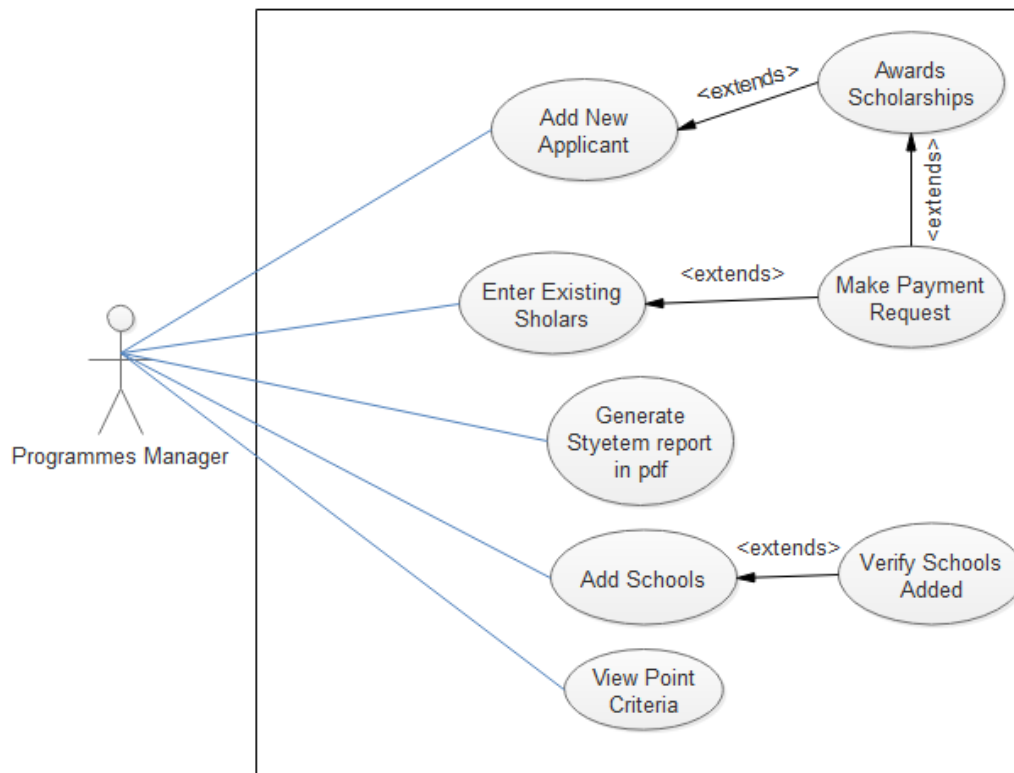 Add New
Applicant
<extends>
Awards
Scholarships
<extends>
Enter Existing
Sholars
<extends>
Make Payment
Request
Programmes Manager
Generate
Styetem report
in pdf
Add Schools
<extends>
Verify Schools
Added
View Point
Criteria